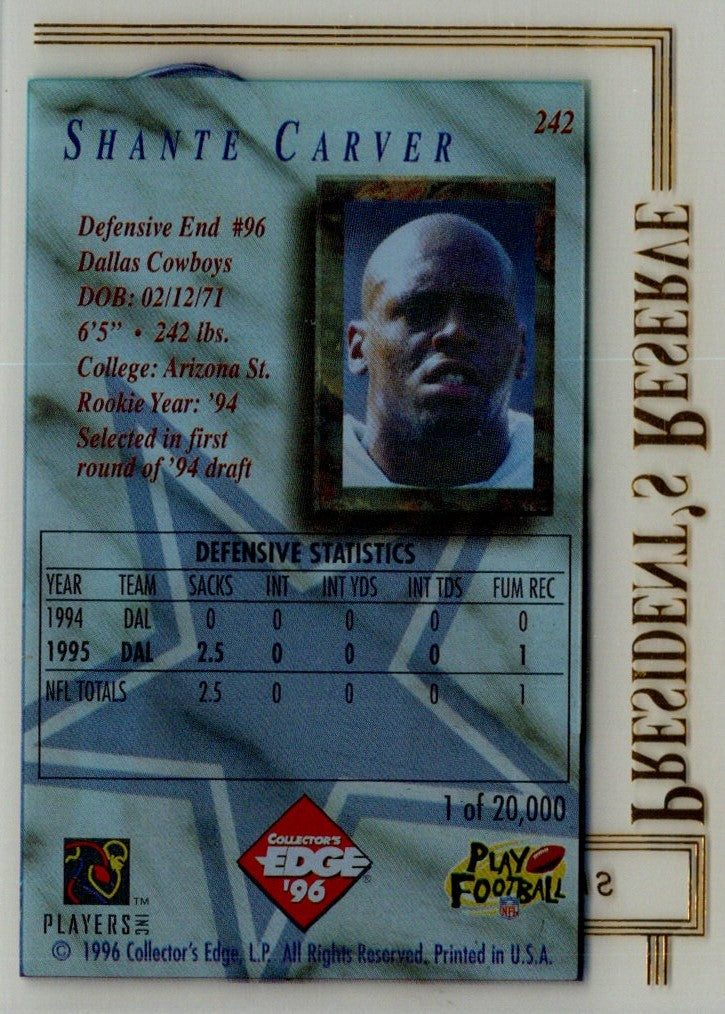 242
SHANTE CARVER
Defensive End #96
Dallas Cowboys
DOB: 02/12/71
6'5" • 242 lbs.
College: Arizona St.
Rookie Year: '94
Selected in first
round of '94 draft
PRESIDENT'S RESERVE
DEFENSIVE STATISTICS
YEAR TEAM SACKS INT INT YDS INT TDS FUM REC
1994 DAL 0 0 0 0 0
1995 DAL 2.5 0 0 0 1
NFL TOTALS 2.5 0 0 0 1
1 of 20,000
COLLECTOR'S
EDGE ®
'96
PLAY
FOOTBALL
NFL
TM
PLAYERS INC
© 1996 Collector's Edge, L.P. All Rights Reserved. Printed in U.S.A.